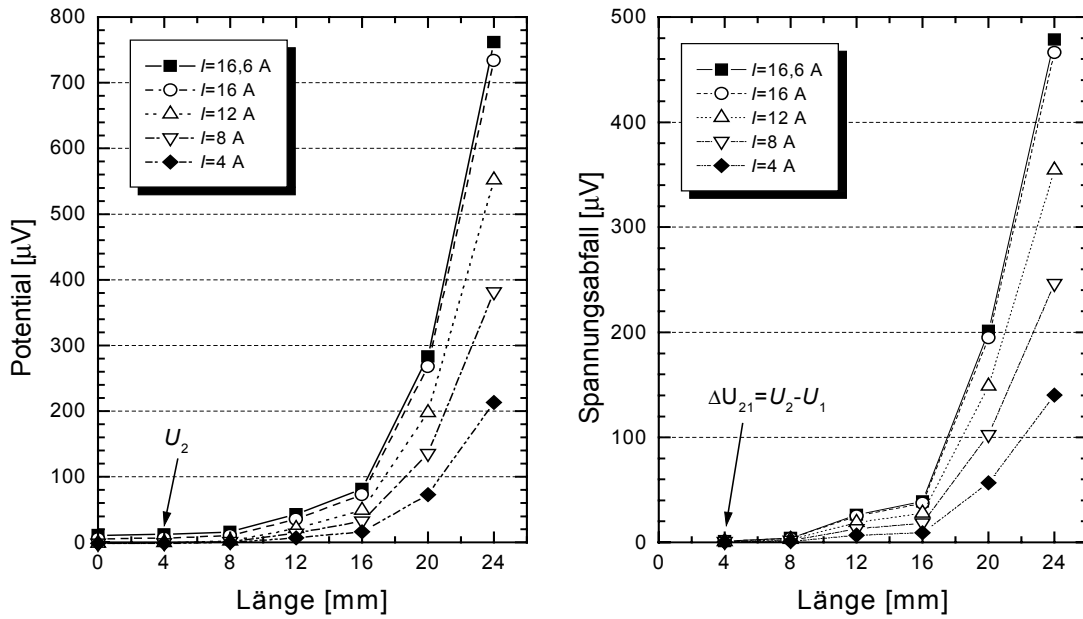 800
700
600
500
400
300
200
100
0
0 4 8 12 16 20 24
Potential [µV]
Länge [mm]
I=16,6 A
I=16 A
I=12 A
I=8 A
I=4 A
U2
500
400
300
200
100
0
0 4 8 12 16 20 24
Spannungsabfall [µV]
Länge [mm]
I=16,6 A
I=16 A
I=12 A
I=8 A
I=4 A
ΔU21=U2-U1